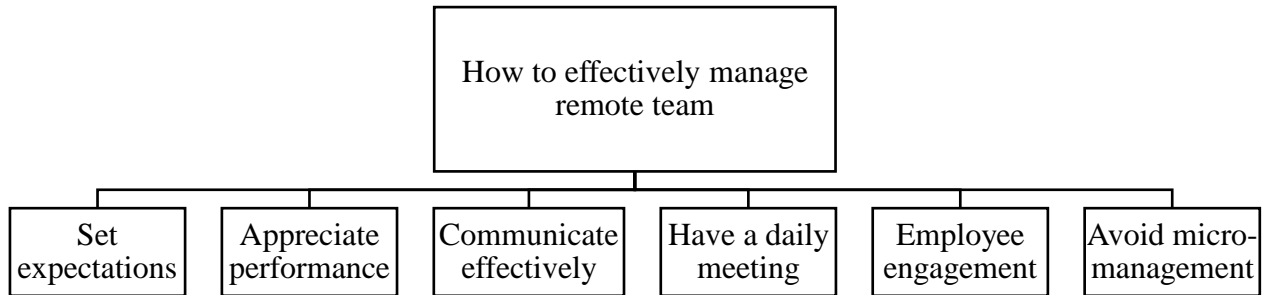 How to effectively manage
remote team
Set
expectations
Appreciate
performance
Communicate
effectively
Have a daily
meeting
Employee
engagement
Avoid micro-
management